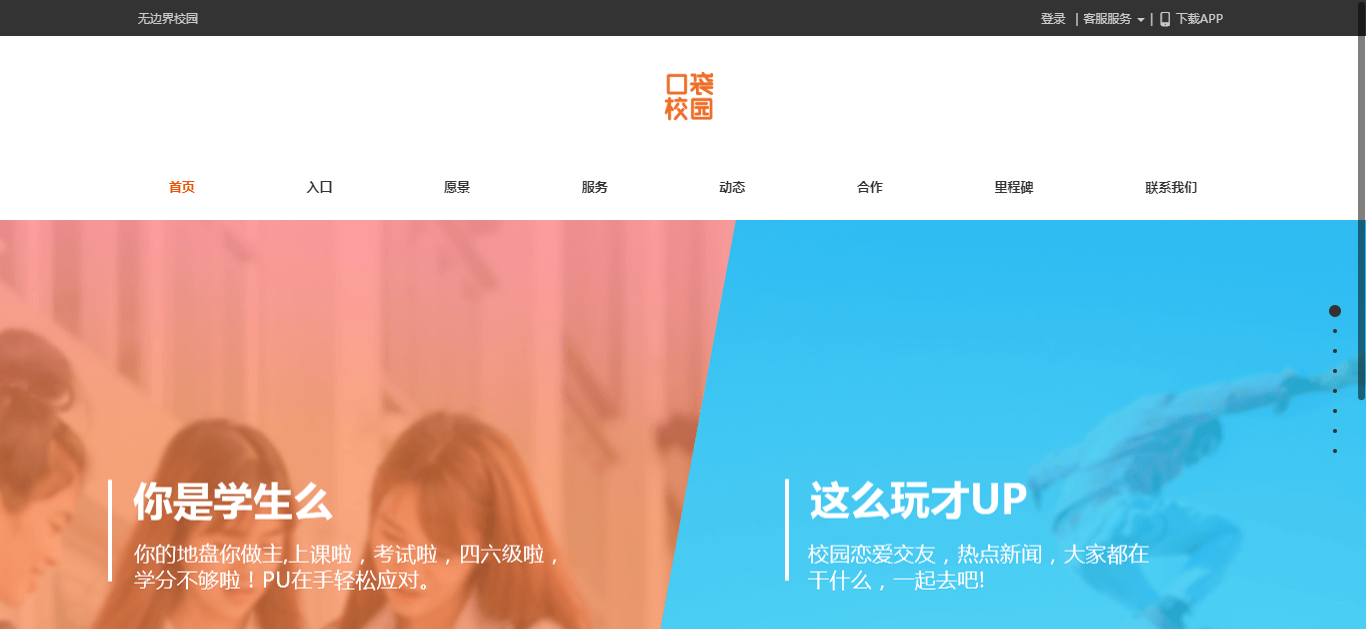 无边界校园
登录 | 客服服务 | 下载APP
口袋
校园
首页 入口 愿景 服务 动态 合作 里程碑 联系我们
你是学生么
你的地盘你做主,上课啦，考试啦，四六级啦，
学分不够啦！PU在手轻松应对。
这么玩才UP
校园恋爱交友，热点新闻，大家都在
干什么，一起去吧!